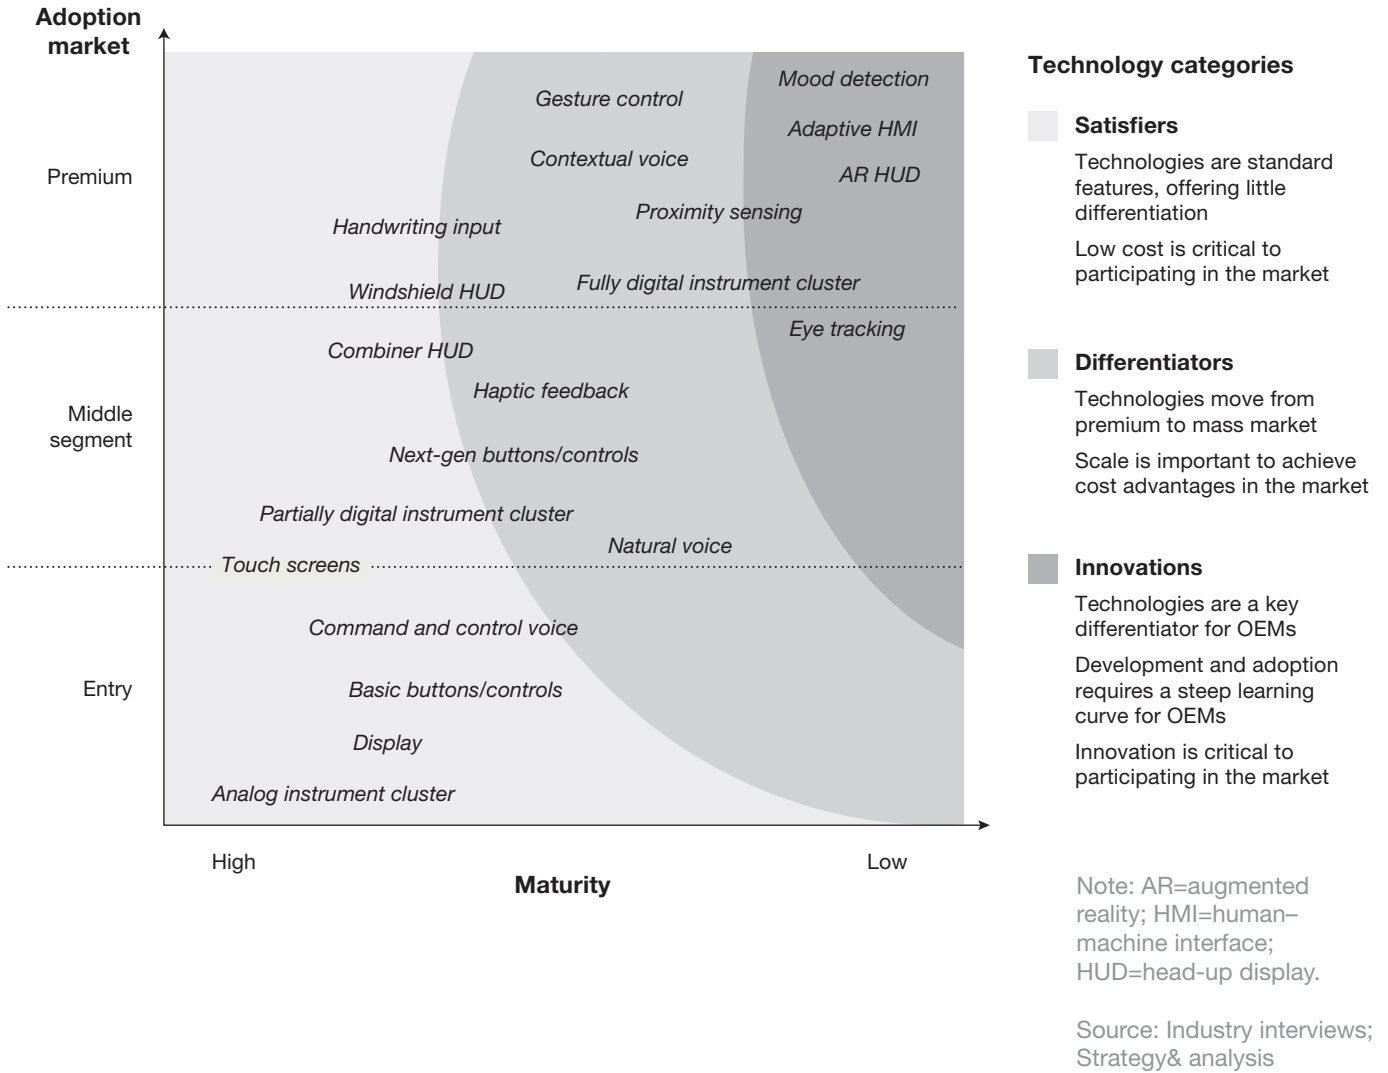 Adoption
market
Premium
Middle
segment
Entry
Mood detection
Gesture control
Adaptive HMI
Contextual voice
AR HUD
Proximity sensing
Handwriting input
Fully digital instrument cluster
Windshield HUD
Eye tracking
Combiner HUD
Haptic feedback
Next-gen buttons/controls
Partially digital instrument cluster
Natural voice
Touch screens
Command and control voice
Basic buttons/controls
Display
Analog instrument cluster
High
Low
Maturity
Technology categories
Satisfiers
Technologies are standard
features, offering little
differentiation
Low cost is critical to
participating in the market
Differentiators
Technologies move from
premium to mass market
Scale is important to achieve
cost advantages in the market
Innovations
Technologies are a key
differentiator for OEMs
Development and adoption
requires a steep learning
curve for OEMs
Innovation is critical to
participating in the market
Note: AR=augmented
reality; HMI=human–
machine interface;
HUD=head-up display.
Source: Industry interviews;
Strategy& analysis